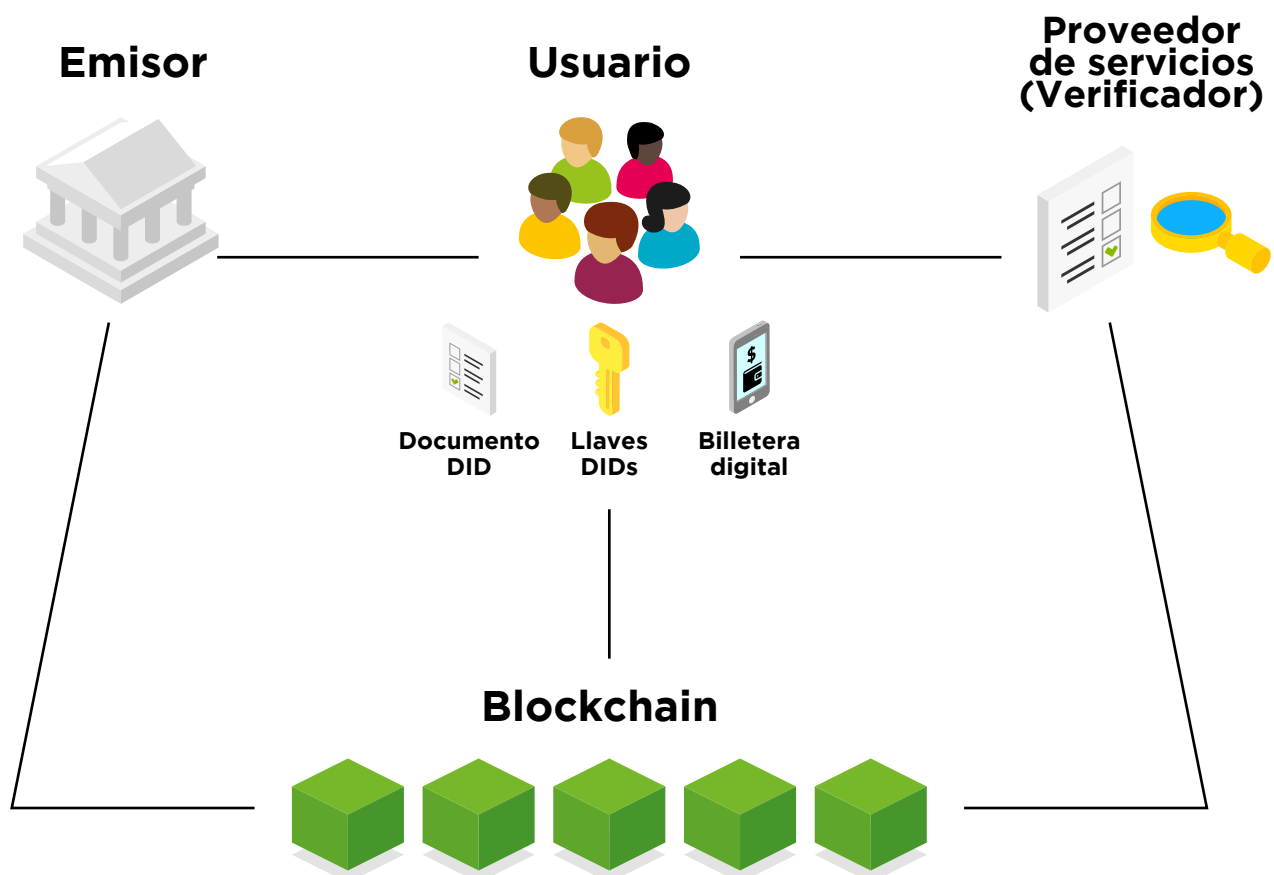 Emisor
Usuario
Proveedor
de servicios
(Verificador)
Documento
DID
Llaves
DIDs
$
Billetera
digital
Blockchain